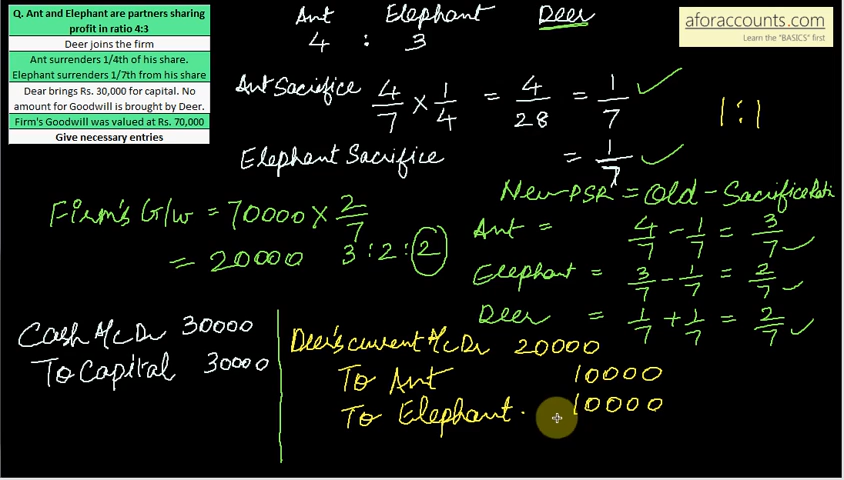 Q. Ant and Elephant are partners sharing
profit in ratio 4:3
Deer joins the firm
Ant surrenders 1/4th of his share.
Elephant surrenders 1/7th from his share
Dear brings Rs. 30,000 for capital. No
amount for Goodwill is brought by Deer.
Firm's Goodwill was valued at Rs. 70,000
Give necessary entries
Ant Elephant Deer
4 : 3
aforaccounts.com
Learn the "BASICS" first
Ant Sacrifice 4/7 × 1/4 = 4/28 = 1/7 ✓
1:1
Elephant Sacrifice = 1/7 ✓
New PSR = Old - Sacrifice Ratio
Firm's G/w = 70000 × 2/7
= 20000 3:2:2
Ant = 4/7 - 1/7 = 3/7 ✓
Elephant = 3/7 - 1/7 = 2/7 ✓
Deer = 1/7 + 1/7 = 2/7 ✓
Cash A/c Dr 30000
To Capital 30000
Deer's current A/c Dr 20000
To Ant 10000
To Elephant. 10000